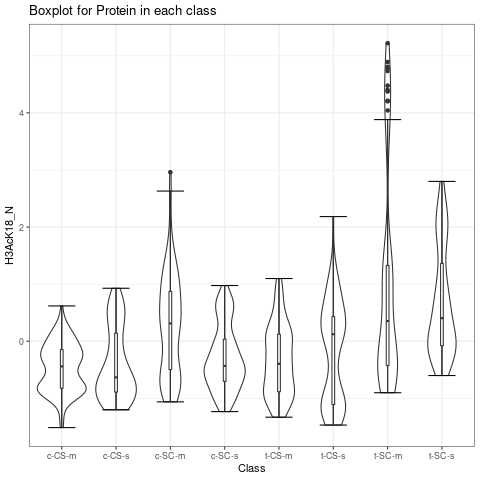 Boxplot for Protein in each class
H3AcK18_N
4
2
0
c-CS-m c-CS-s c-SC-m c-SC-s t-CS-m t-CS-s t-SC-m t-SC-s
Class